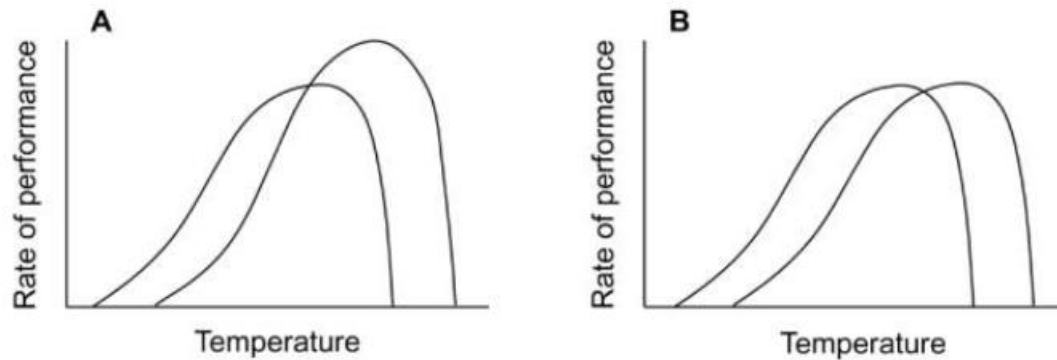 A
Rate of performance
Temperature
B
Rate of performance
Temperature